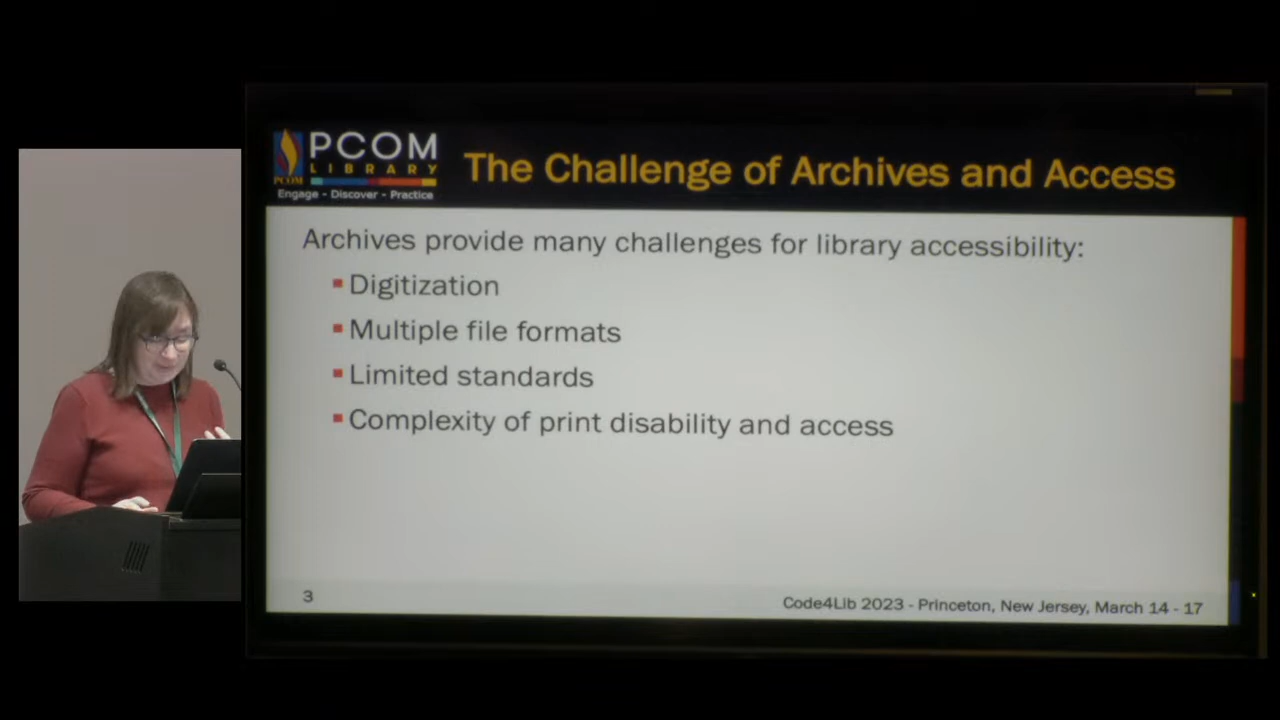 PCOM
LIBRARY
PCOM
Engage - Discover - Practice
The Challenge of Archives and Access
Archives provide many challenges for library accessibility:
Digitization
Multiple file formats
Limited standards
Complexity of print disability and access
3
Code4Lib 2023 - Princeton, New Jersey, March 14 - 17